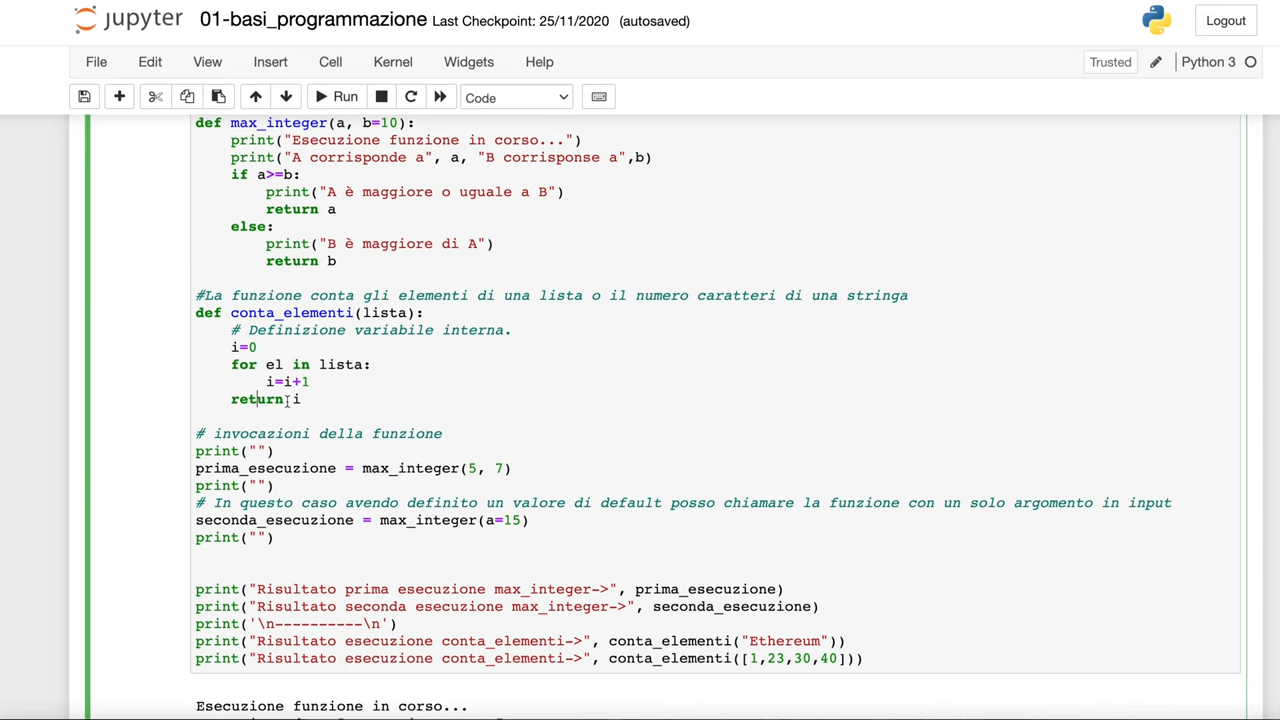 jupyter 01-basi_programmazione Last Checkpoint: 25/11/2020 (autosaved)
Logout
File Edit View Insert Cell Kernel Widgets Help
Trusted Python 3
Run Code
def max_integer(a, b=10):
    print("Esecuzione funzione in corso...")
    print("A corrisponde a", a, "B corrisponse a",b)
    if a>=b:
        print("A è maggiore o uguale a B")
        return a
    else:
        print("B è maggiore di A")
        return b
#La funzione conta gli elementi di una lista o il numero caratteri di una stringa
def conta_elementi(lista):
    # Definizione variabile interna.
    i=0
    for el in lista:
        i=i+1
    return i
# invocazioni della funzione
print("")
prima_esecuzione = max_integer(5, 7)
print("")
# In questo caso avendo definito un valore di default posso chiamare la funzione con un solo argomento in input
seconda_esecuzione = max_integer(a=15)
print("")
print("Risultato prima esecuzione max_integer->", prima_esecuzione)
print("Risultato seconda esecuzione max_integer->", seconda_esecuzione)
print('\n----------\n')
print("Risultato esecuzione conta_elementi->", conta_elementi("Ethereum"))
print("Risultato esecuzione conta_elementi->", conta_elementi([1,23,30,40]))
Esecuzione funzione in corso...